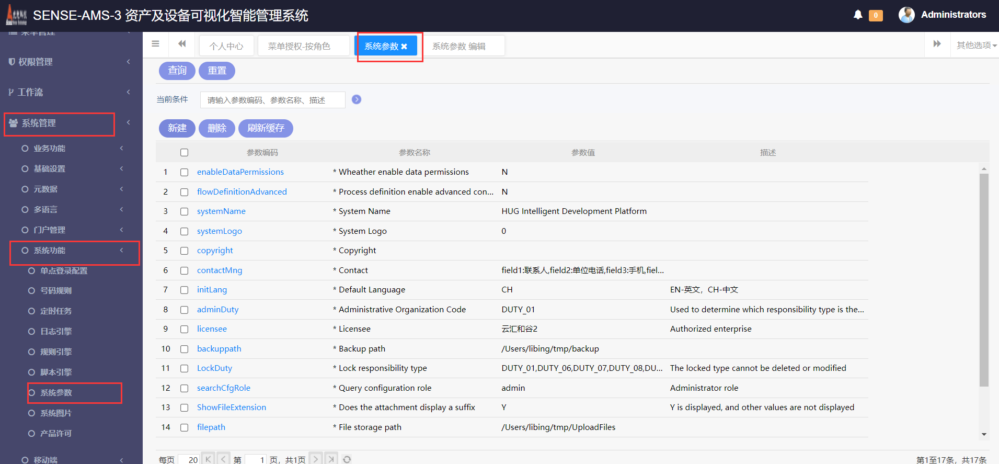 SENSE-AMS-3 资产及设备可视化智能管理系统
0
Administrators
菜单管理
权限管理
工作流
系统管理
业务功能
基础设置
元数据
多语言
门户管理
系统功能
单点登录配置
号码规则
定时任务
日志引擎
规则引擎
脚本引擎
系统参数
系统图片
产品许可
移动端
个人中心
菜单授权-按角色
系统参数
系统参数 编辑
其他选项
查询 重置
当前条件 请输入参数编码、参数名称、描述
新建 删除 刷新缓存
参数编码 参数名称 参数值 描述
1 enableDataPermissions * Wheather enable data permissions N
2 flowDefinitionAdvanced * Process definition enable advanced con... N
3 systemName * System Name HUG Intelligent Development Platform
4 systemLogo * System Logo 0
5 copyright * Copyright
6 contactMng * Contact field1:联系人,field2:单位电话,field3:手机,fiel...
7 initLang * Default Language CH EN-英文，CH-中文
8 adminDuty * Administrative Organization Code DUTY_01 Used to determine which responsibility type is the...
9 licensee * Licensee 云汇和谷2 Authorized enterprise
10 backuppath * Backup path /Users/libing/tmp/backup
11 LockDuty * Lock responsibility type DUTY_01,DUTY_06,DUTY_07,DUTY_08,DU... The locked type cannot be deleted or modified
12 searchCfgRole * Query configuration role admin Administrator role
13 ShowFileExtension * Does the attachment display a suffix Y Y is displayed, and other values are not displayed
14 filepath * File storage path /Users/libing/tmp/UploadFiles
每页 20 第 1 页，共1页
第1至17条，共17条